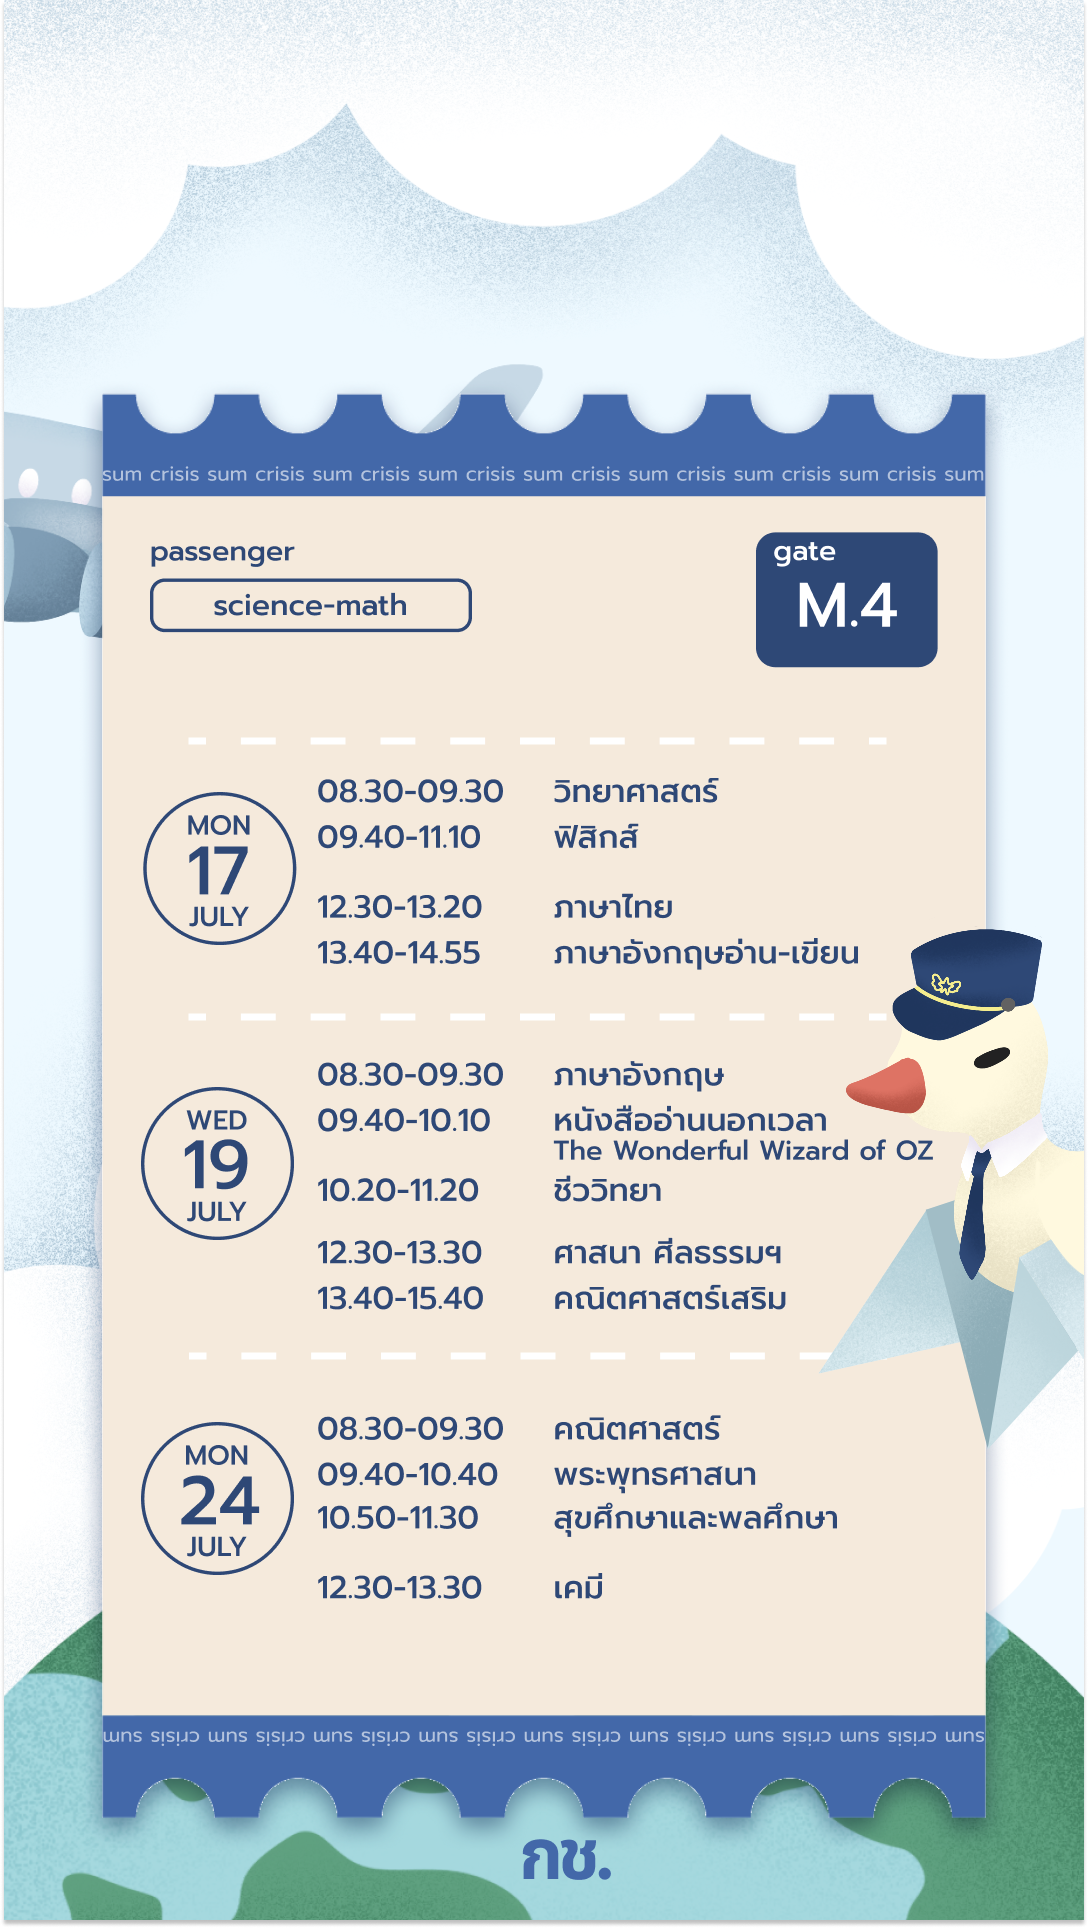 sum crisis sum crisis sum crisis sum crisis sum crisis sum crisis sum crisis sum crisis sum
passenger
science-math
gate
M.4
MON
17
JULY
08.30-09.30 วิทยาศาสตร์
09.40-11.10 ฟิสิกส์
12.30-13.20 ภาษาไทย
13.40-14.55 ภาษาอังกฤษอ่าน-เขียน
WED
19
JULY
08.30-09.30 ภาษาอังกฤษ
09.40-10.10 หนังสืออ่านนอกเวลา
The Wonderful Wizard of OZ
10.20-11.20 ชีววิทยา
12.30-13.30 ศาสนา ศีลธรรมฯ
13.40-15.40 คณิตศาสตร์เสริม
MON
24
JULY
08.30-09.30 คณิตศาสตร์
09.40-10.40 พระพุทธศาสนา
10.50-11.30 สุขศึกษาและพลศึกษา
12.30-13.30 เคมี
sum crisis sum crisis sum crisis sum crisis sum crisis sum crisis sum crisis sum crisis sum
กช.